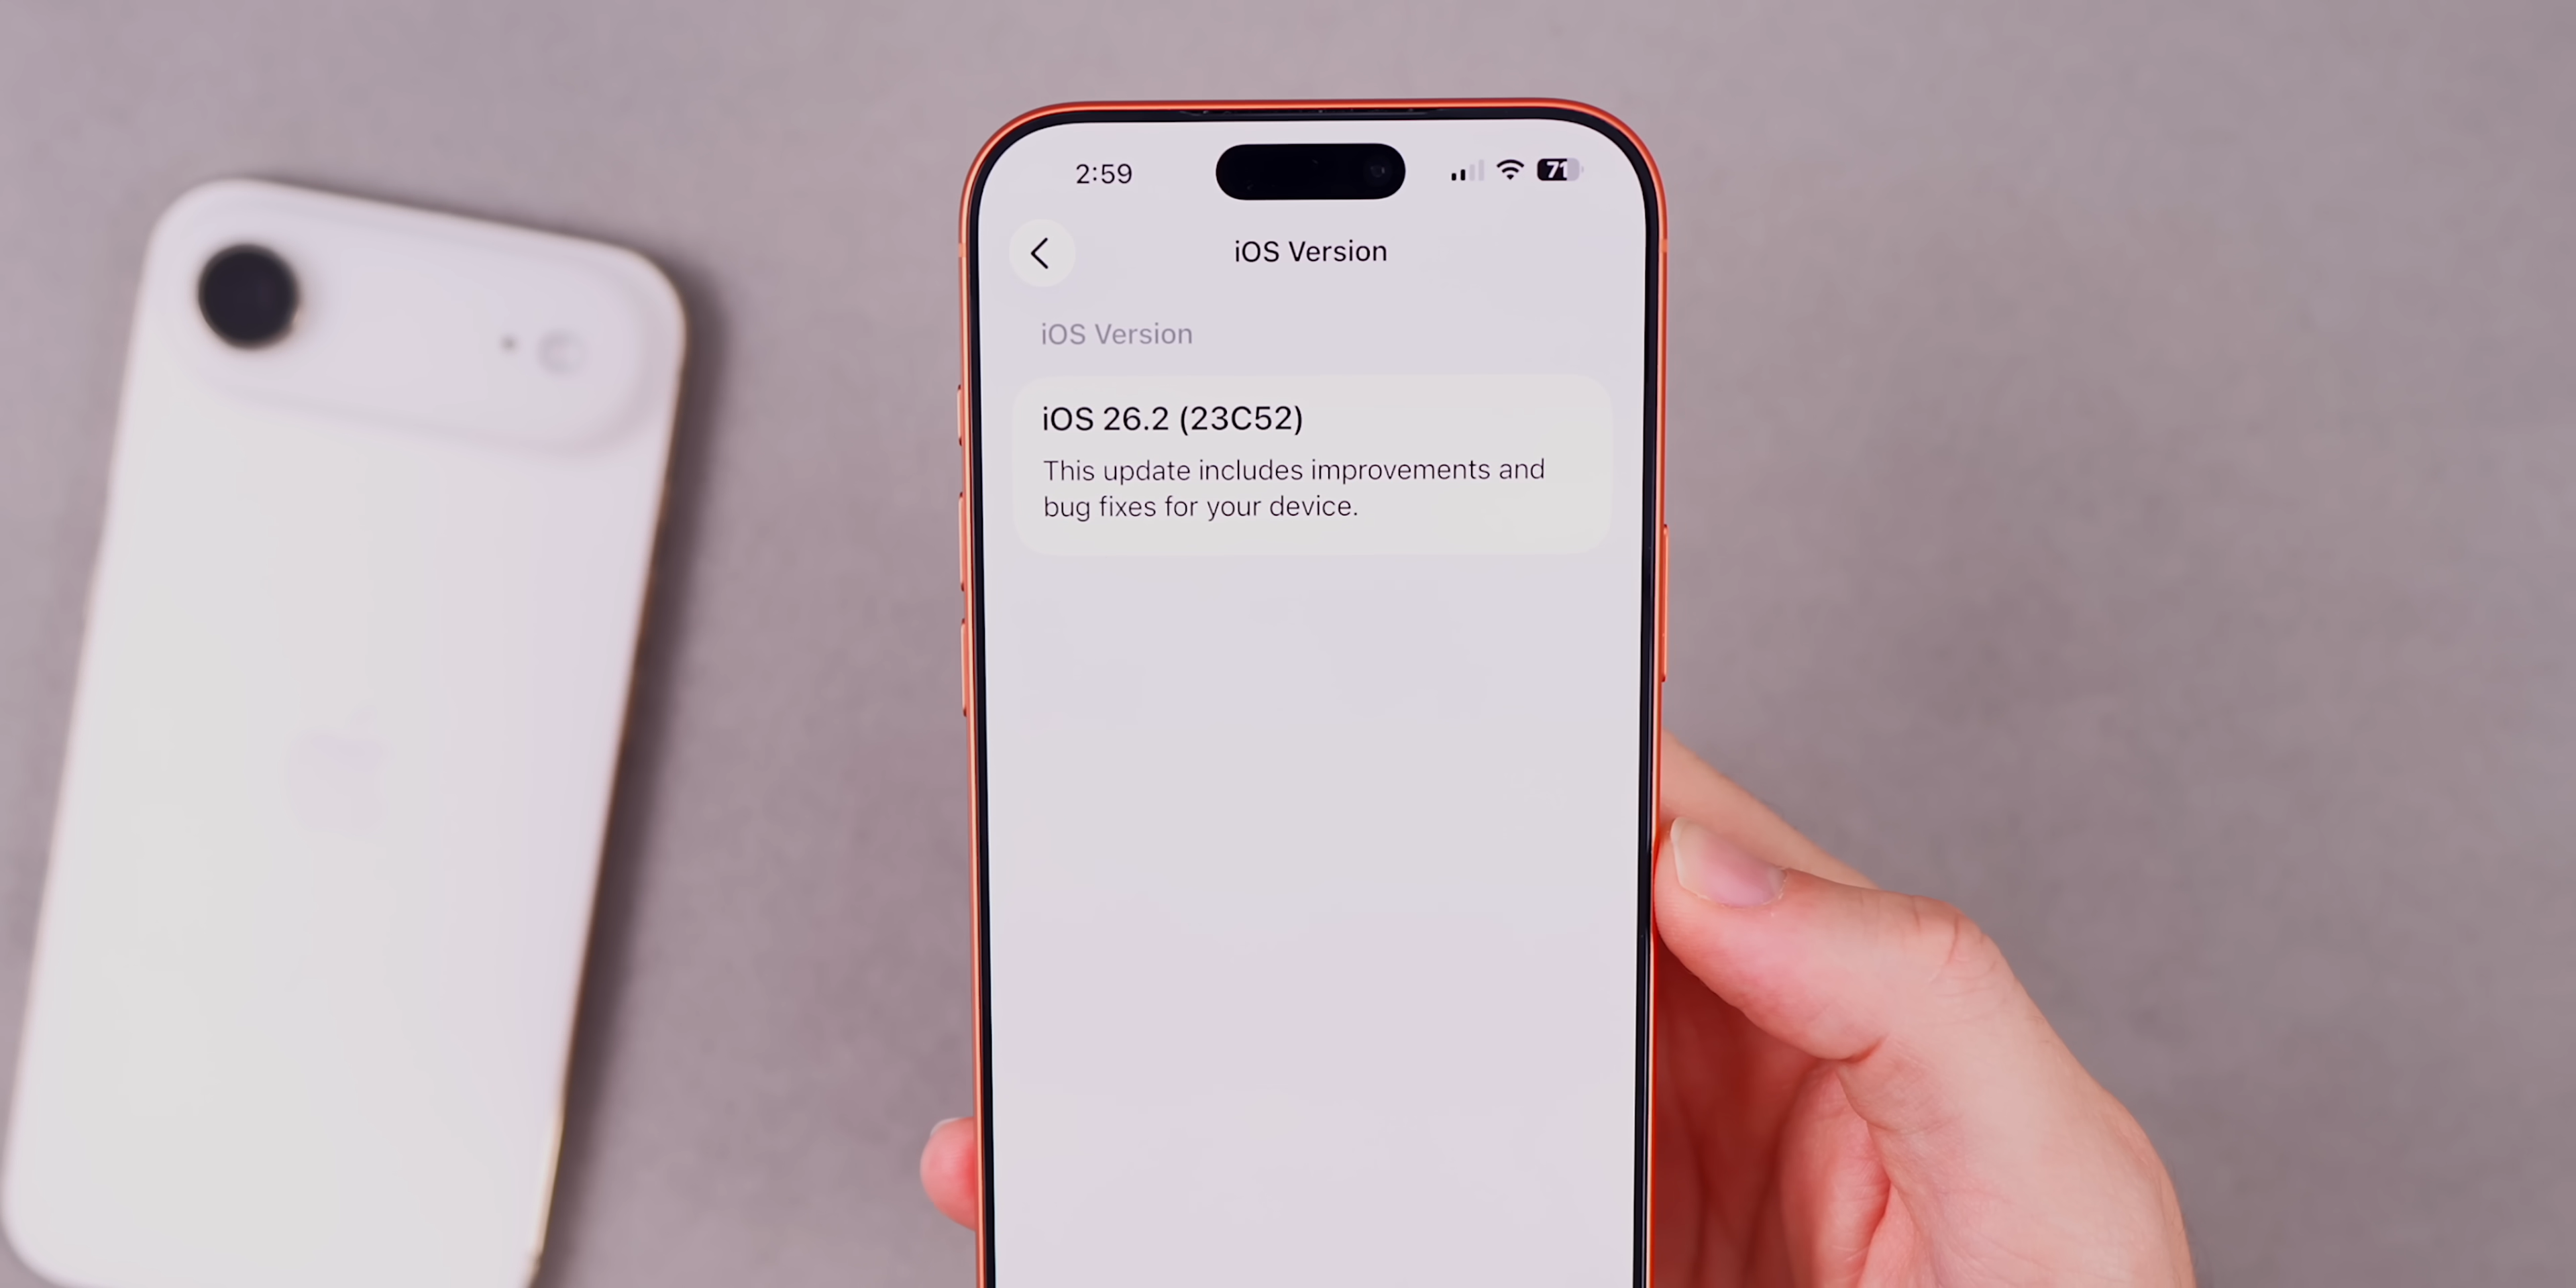 2:59
71
iOS Version
iOS Version
iOS 26.2 (23C52)
This update includes improvements and
bug fixes for your device.